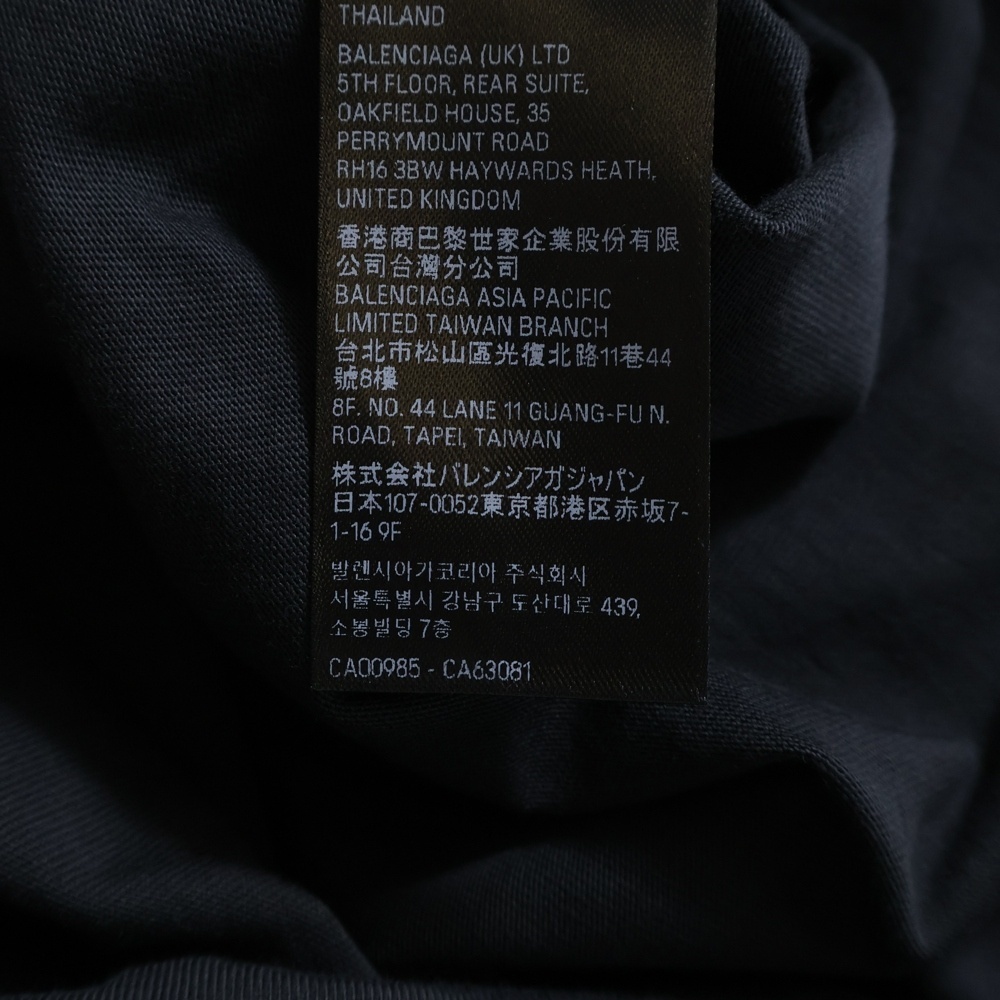 THAILAND
BALENCIAGA (UK) LTD
5TH FLOOR, REAR SUITE,
OAKFIELD HOUSE, 35
PERRYMOUNT ROAD
RH16 3BW HAYWARDS HEATH,
UNITED KINGDOM
香港商巴黎世家企業股份有限
公司台灣分公司
BALENCIAGA ASIA PACIFIC
LIMITED TAIWAN BRANCH
台北市松山區光復北路11巷44
號8樓
8F. NO. 44 LANE 11 GUANG-FU N.
ROAD, TAPEI, TAIWAN
株式会社バレンシアガジャパン
日本107-0052東京都港区赤坂7-
1-16 9F
발렌시아가코리아 주식회사
서울특별시 강남구 도산대로 439,
소봉빌딩 7층
CA00985 - CA63081